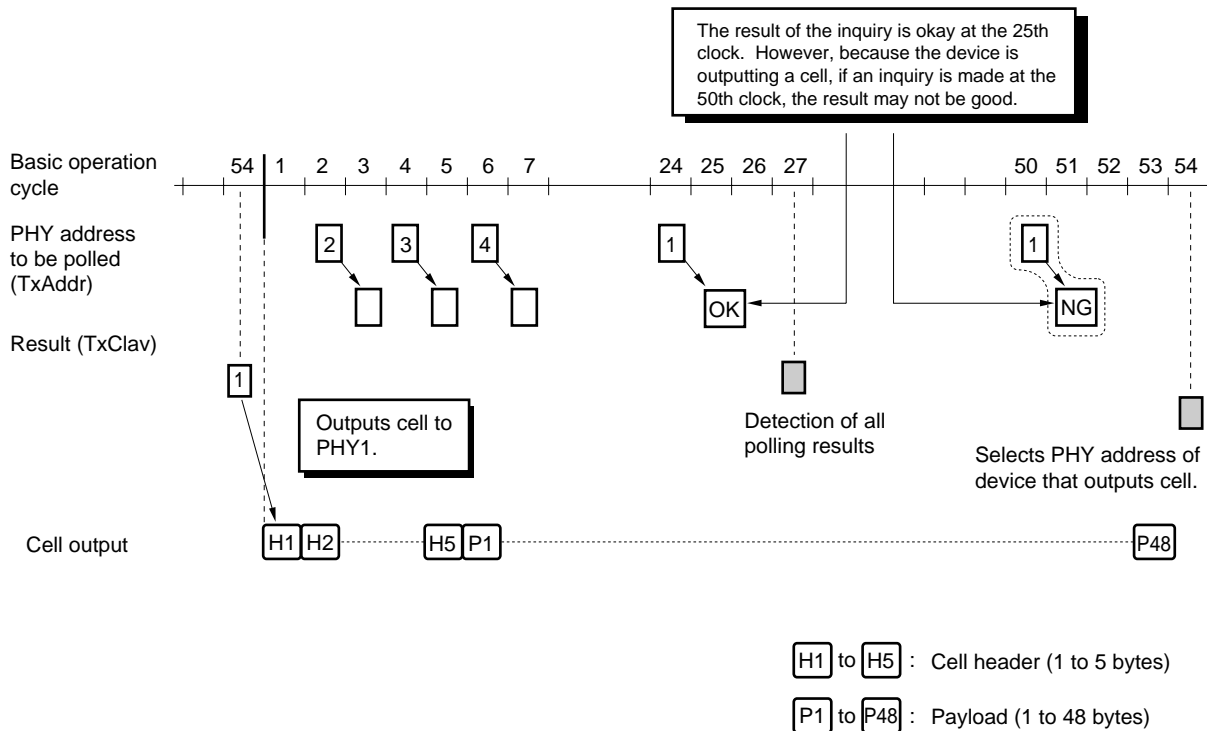 The result of the inquiry is okay at the 25th
clock. However, because the device is
outputting a cell, if an inquiry is made at the
50th clock, the result may not be good.
Basic operation
cycle
54 1 2 3 4 5 6 7 24 25 26 27 50 51 52 53 54
PHY address
to be polled
(TxAddr)
2 3 4 1 1
OK NG
Result (TxClav)
1
Outputs cell to
PHY1.
Detection of all
polling results
Selects PHY address of
device that outputs cell.
Cell output
H1 H2 H5 P1 P48
H1 to H5 : Cell header (1 to 5 bytes)
P1 to P48 : Payload (1 to 48 bytes)